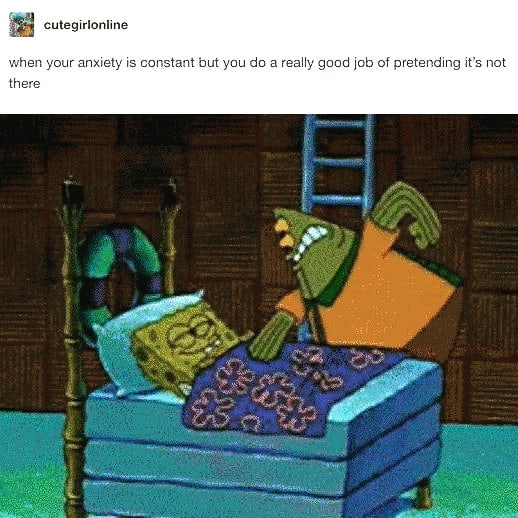 cutegirlonline
when your anxiety is constant but you do a really good job of pretending it's not
there